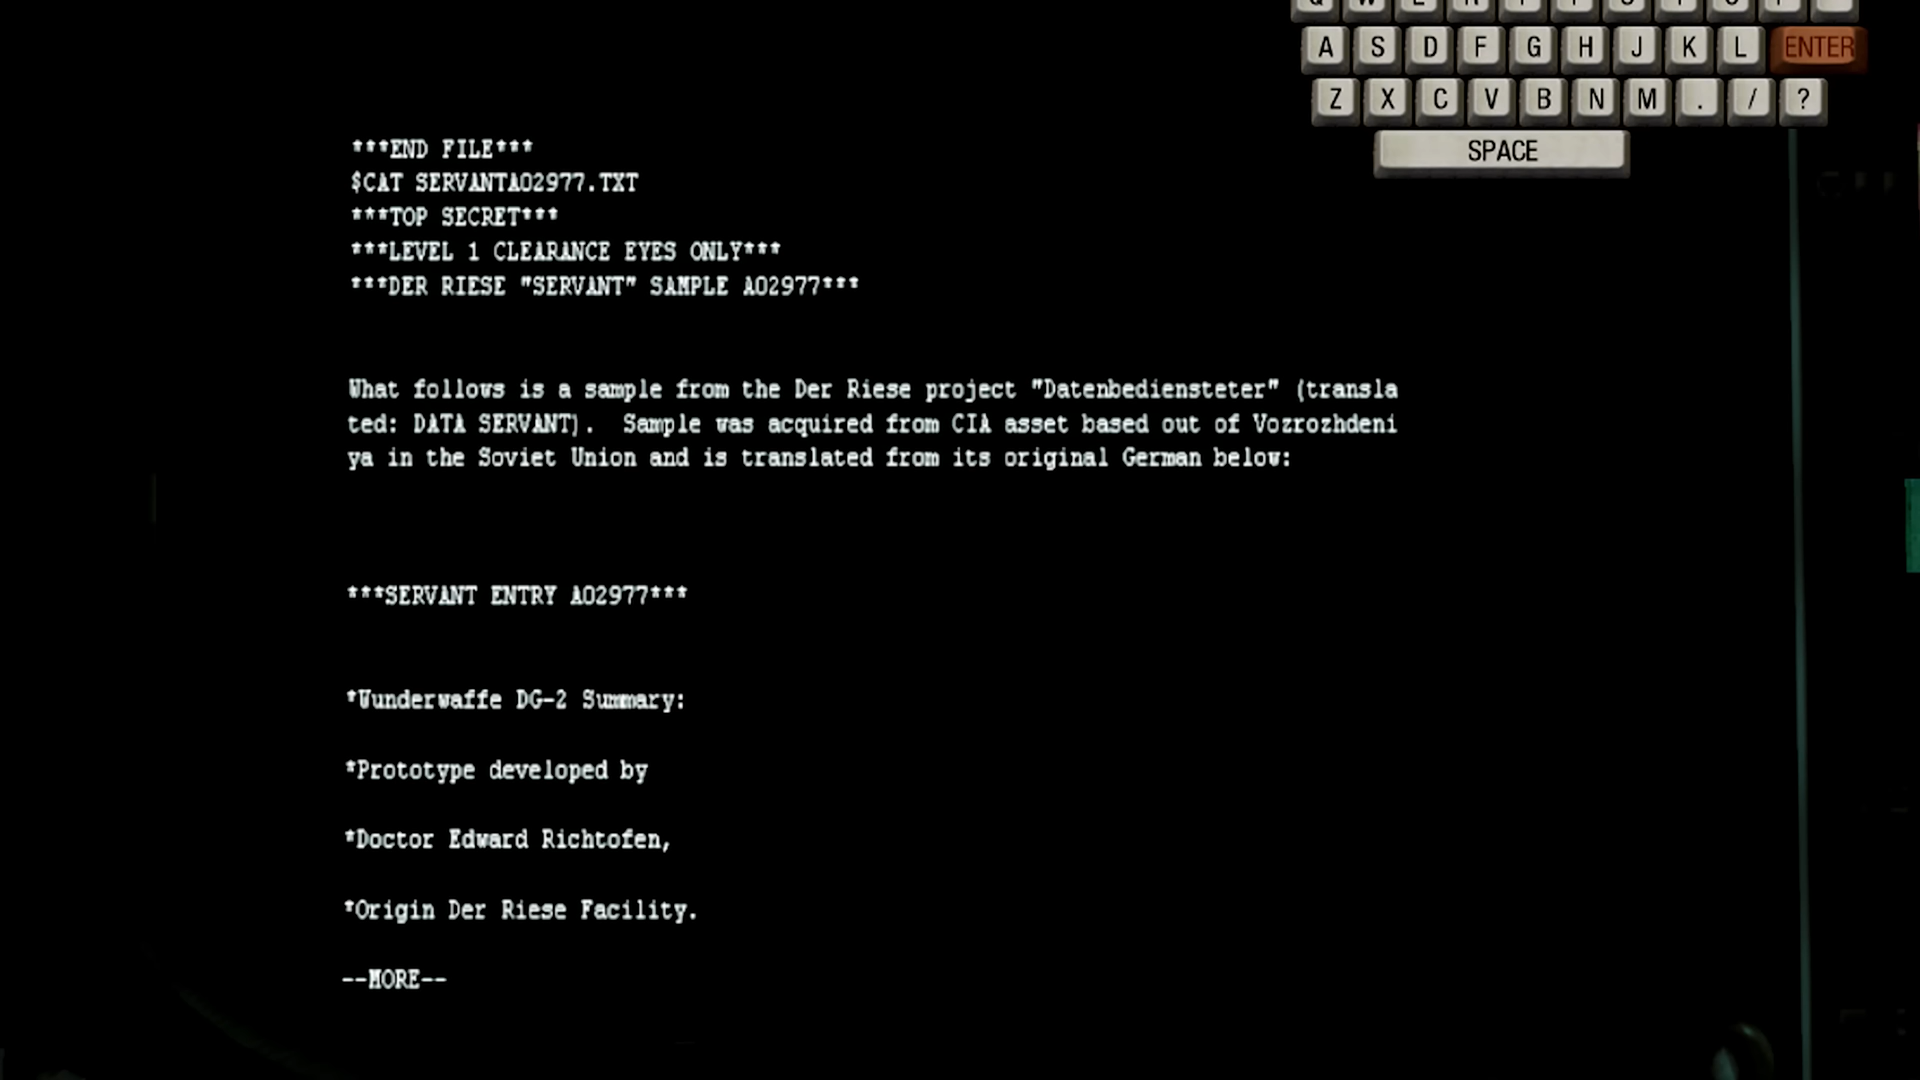 A S D F G H J K L ENTER
Z X C V B N M . / ?
SPACE
***END FILE***
$CAT SERVANTA02977.TXT
***TOP SECRET***
***LEVEL 1 CLEARANCE EYES ONLY***
***DER RIESE "SERVANT" SAMPLE A02977***
What follows is a sample from the Der Riese project "Datenbediensteter" (transla
ted: DATA SERVANT).  Sample was acquired from CIA asset based out of Vozrozhdeni
ya in the Soviet Union and is translated from its original German below:
***SERVANT ENTRY A02977***
*Wunderwaffe DG-2 Summary:
*Prototype developed by
*Doctor Edward Richtofen,
*Origin Der Riese Facility.
--MORE--